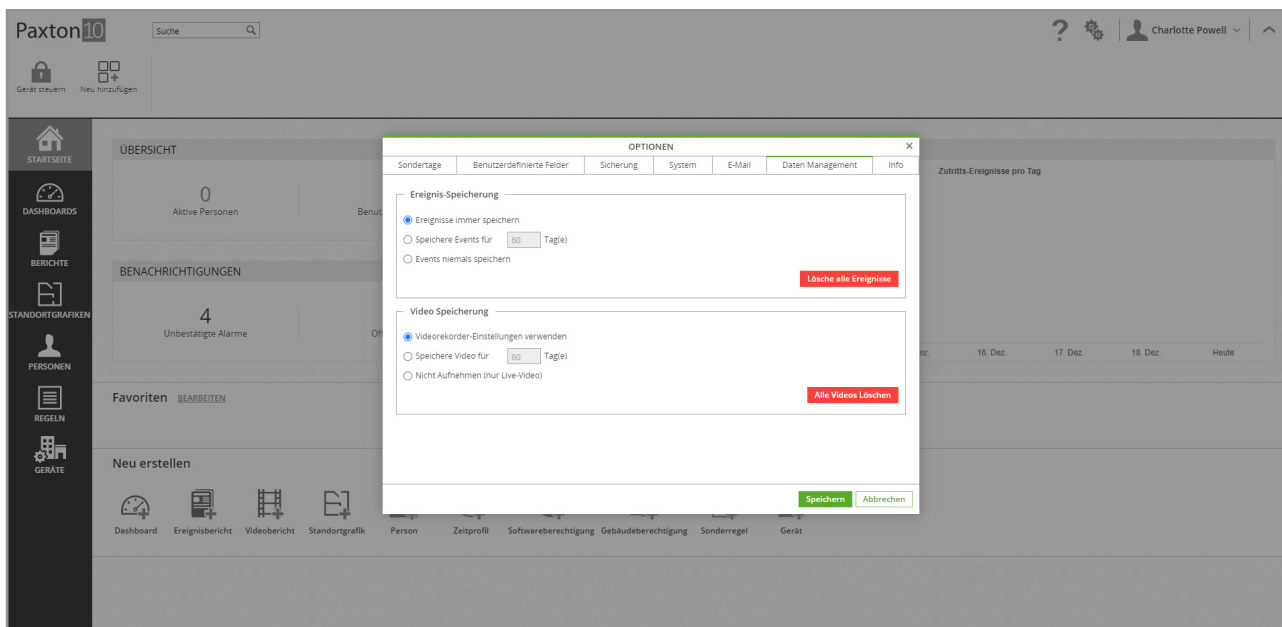 Paxton 10
Suche
?
Charlotte Powell
Gerät steuern
Neu hinzufügen
STARTSEITE
DASHBOARDS
BERICHTE
STANDORTGRAFIKEN
PERSONEN
REGELN
GERÄTE
ÜBERSICHT
0
Aktive Personen
Benut
BENACHRICHTIGUNGEN
4
Unbestätigte Alarme
Of
OPTIONEN
Sondertage
Benutzerdefinierte Felder
Sicherung
System
E-Mail
Daten Management
Info
Ereignis-Speicherung
Ereignisse immer speichern
Speichere Events für 60 Tag(e)
Events niemals speichern
Lösche alle Ereignisse
Video Speicherung
Videorekorder-Einstellungen verwenden
Speichere Video für 60 Tag(e)
Nicht Aufnehmen (nur Live-Video)
Alle Videos Löschen
Speichern
Abbrechen
Zutritts-Ereignisse pro Tag
16. Dez.
17. Dez.
18. Dez.
Heute
Favoriten BEARBEITEN
Neu erstellen
Dashboard
Ereignisbericht
Videobericht
Standortgrafik
Person
Zeitprofil
Softwareberechtigung
Gebäudeberechtigung
Sonderregel
Gerät